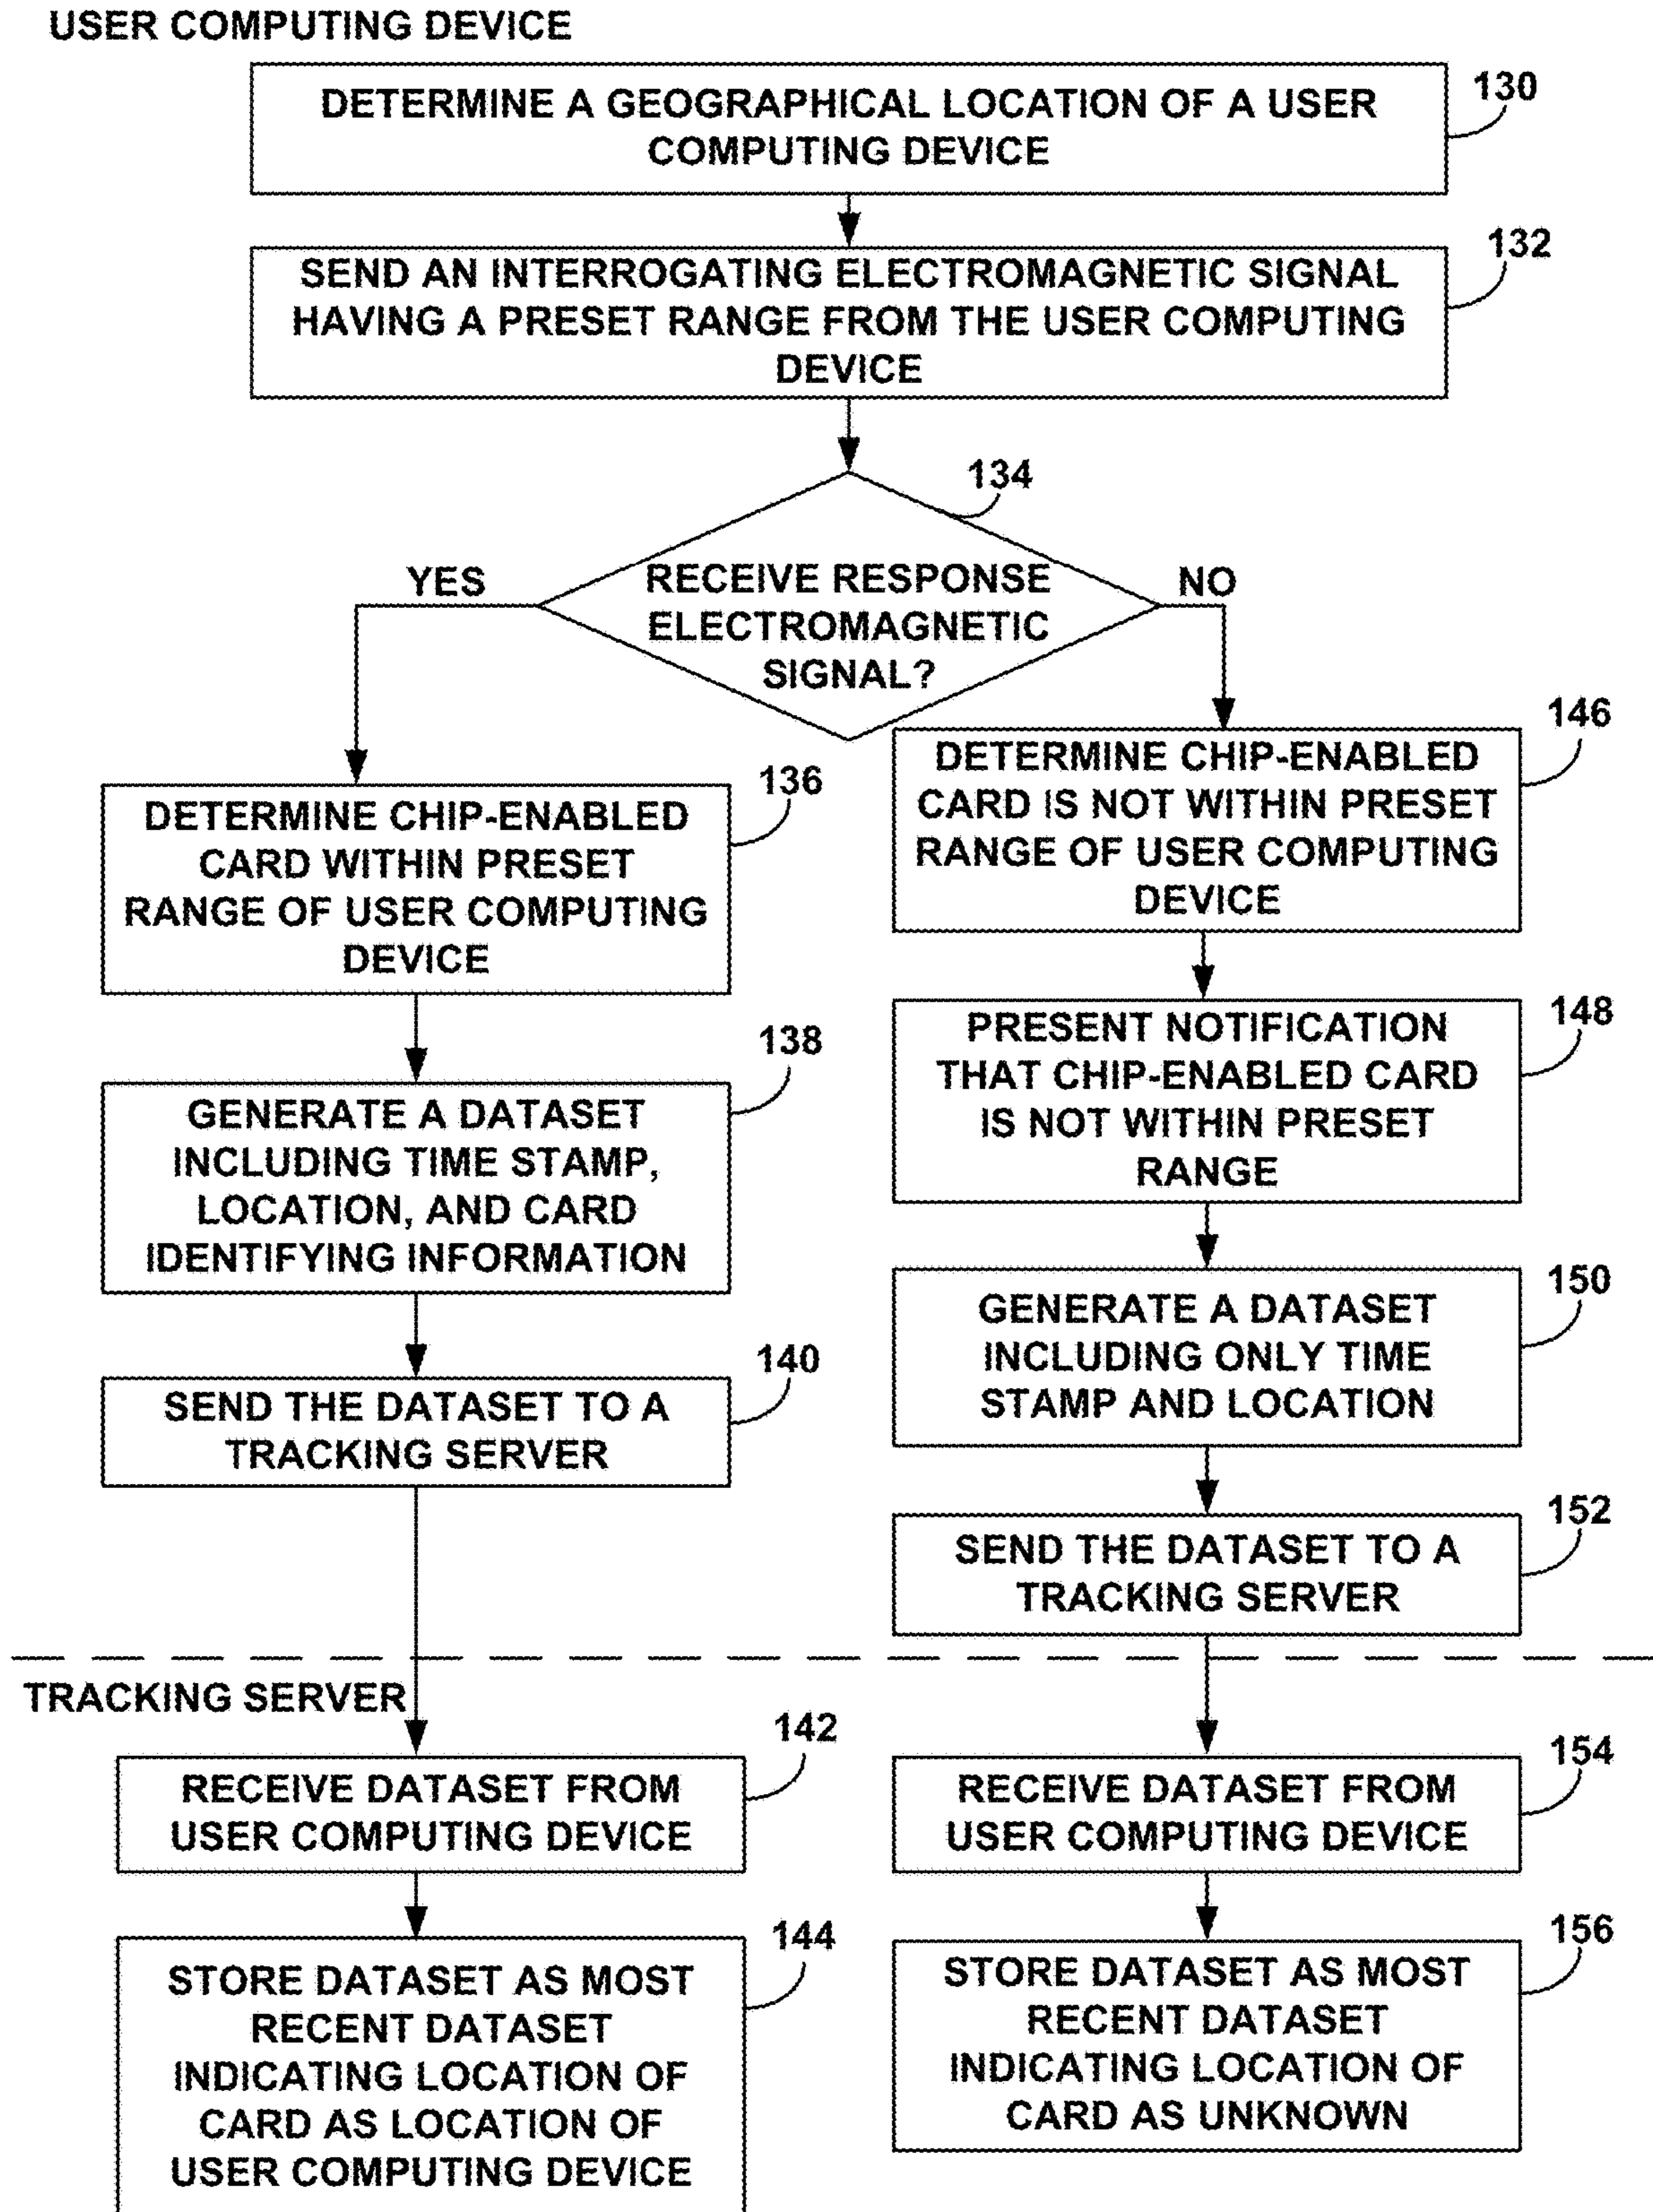 USER COMPUTING DEVICE
130
DETERMINE A GEOGRAPHICAL LOCATION OF A USER
COMPUTING DEVICE
132
SEND AN INTERROGATING ELECTROMAGNETIC SIGNAL
HAVING A PRESET RANGE FROM THE USER COMPUTING
DEVICE
134
YES
RECEIVE RESPONSE
ELECTROMAGNETIC
SIGNAL?
NO
136
DETERMINE CHIP-ENABLED
CARD WITHIN PRESET
RANGE OF USER COMPUTING
DEVICE
138
GENERATE A DATASET
INCLUDING TIME STAMP,
LOCATION, AND CARD
IDENTIFYING INFORMATION
140
SEND THE DATASET TO A
TRACKING SERVER
146
DETERMINE CHIP-ENABLED
CARD IS NOT WITHIN PRESET
RANGE OF USER COMPUTING
DEVICE
148
PRESENT NOTIFICATION
THAT CHIP-ENABLED CARD
IS NOT WITHIN PRESET
RANGE
150
GENERATE A DATASET
INCLUDING ONLY TIME
STAMP AND LOCATION
152
SEND THE DATASET TO A
TRACKING SERVER
TRACKING SERVER
142
RECEIVE DATASET FROM
USER COMPUTING DEVICE
144
STORE DATASET AS MOST
RECENT DATASET
INDICATING LOCATION OF
CARD AS LOCATION OF
USER COMPUTING DEVICE
154
RECEIVE DATASET FROM
USER COMPUTING DEVICE
156
STORE DATASET AS MOST
RECENT DATASET
INDICATING LOCATION OF
CARD AS UNKNOWN